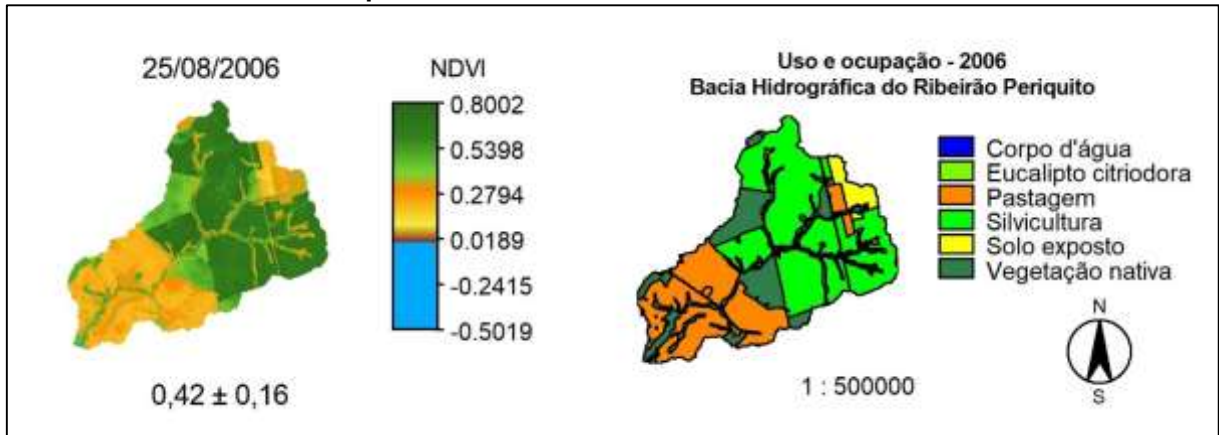 25/08/2006
NDVI
0.8002
0.5398
0.2794
0.0189
-0.2415
-0.5019
0,42 ± 0,16
Uso e ocupação - 2006
Bacia Hidrográfica do Ribeirão Periquito
Corpo d'água
Eucalipto citriodora
Pastagem
Silvicultura
Solo exposto
Vegetação nativa
1 : 500000
N
S